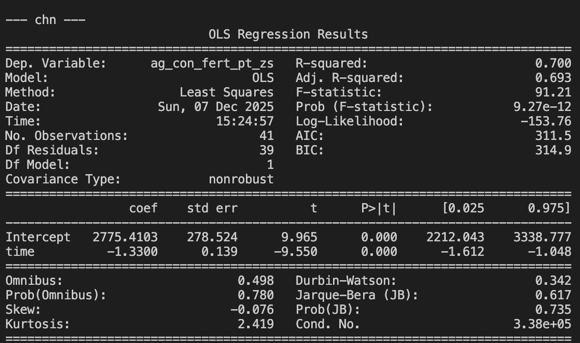 --- chn ---
OLS Regression Results
==============================================================================
Dep. Variable: ag_con_fert_pt_zs R-squared: 0.700
Model: OLS Adj. R-squared: 0.693
Method: Least Squares F-statistic: 91.21
Date: Sun, 07 Dec 2025 Prob (F-statistic): 9.27e-12
Time: 15:24:57 Log-Likelihood: -153.76
No. Observations: 41 AIC: 311.5
Df Residuals: 39 BIC: 314.9
Df Model: 1
Covariance Type: nonrobust
==============================================================================
coef std err t P>|t| [0.025 0.975]
------------------------------------------------------------------------------
Intercept 2775.4103 278.524 9.965 0.000 2212.043 3338.777
time -1.3300 0.139 -9.550 0.000 -1.612 -1.048
==============================================================================
Omnibus: 0.498 Durbin-Watson: 0.342
Prob(Omnibus): 0.780 Jarque-Bera (JB): 0.617
Skew: -0.076 Prob(JB): 0.735
Kurtosis: 2.419 Cond. No. 3.38e+05
==============================================================================